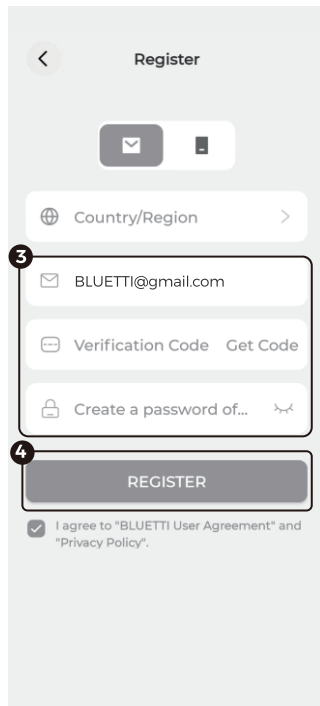 Register
Country/Region
3
BLUETTI@gmail.com
Verification Code Get Code
Create a password of...
4
REGISTER
I agree to "BLUETTI User Agreement" and
"Privacy Policy".